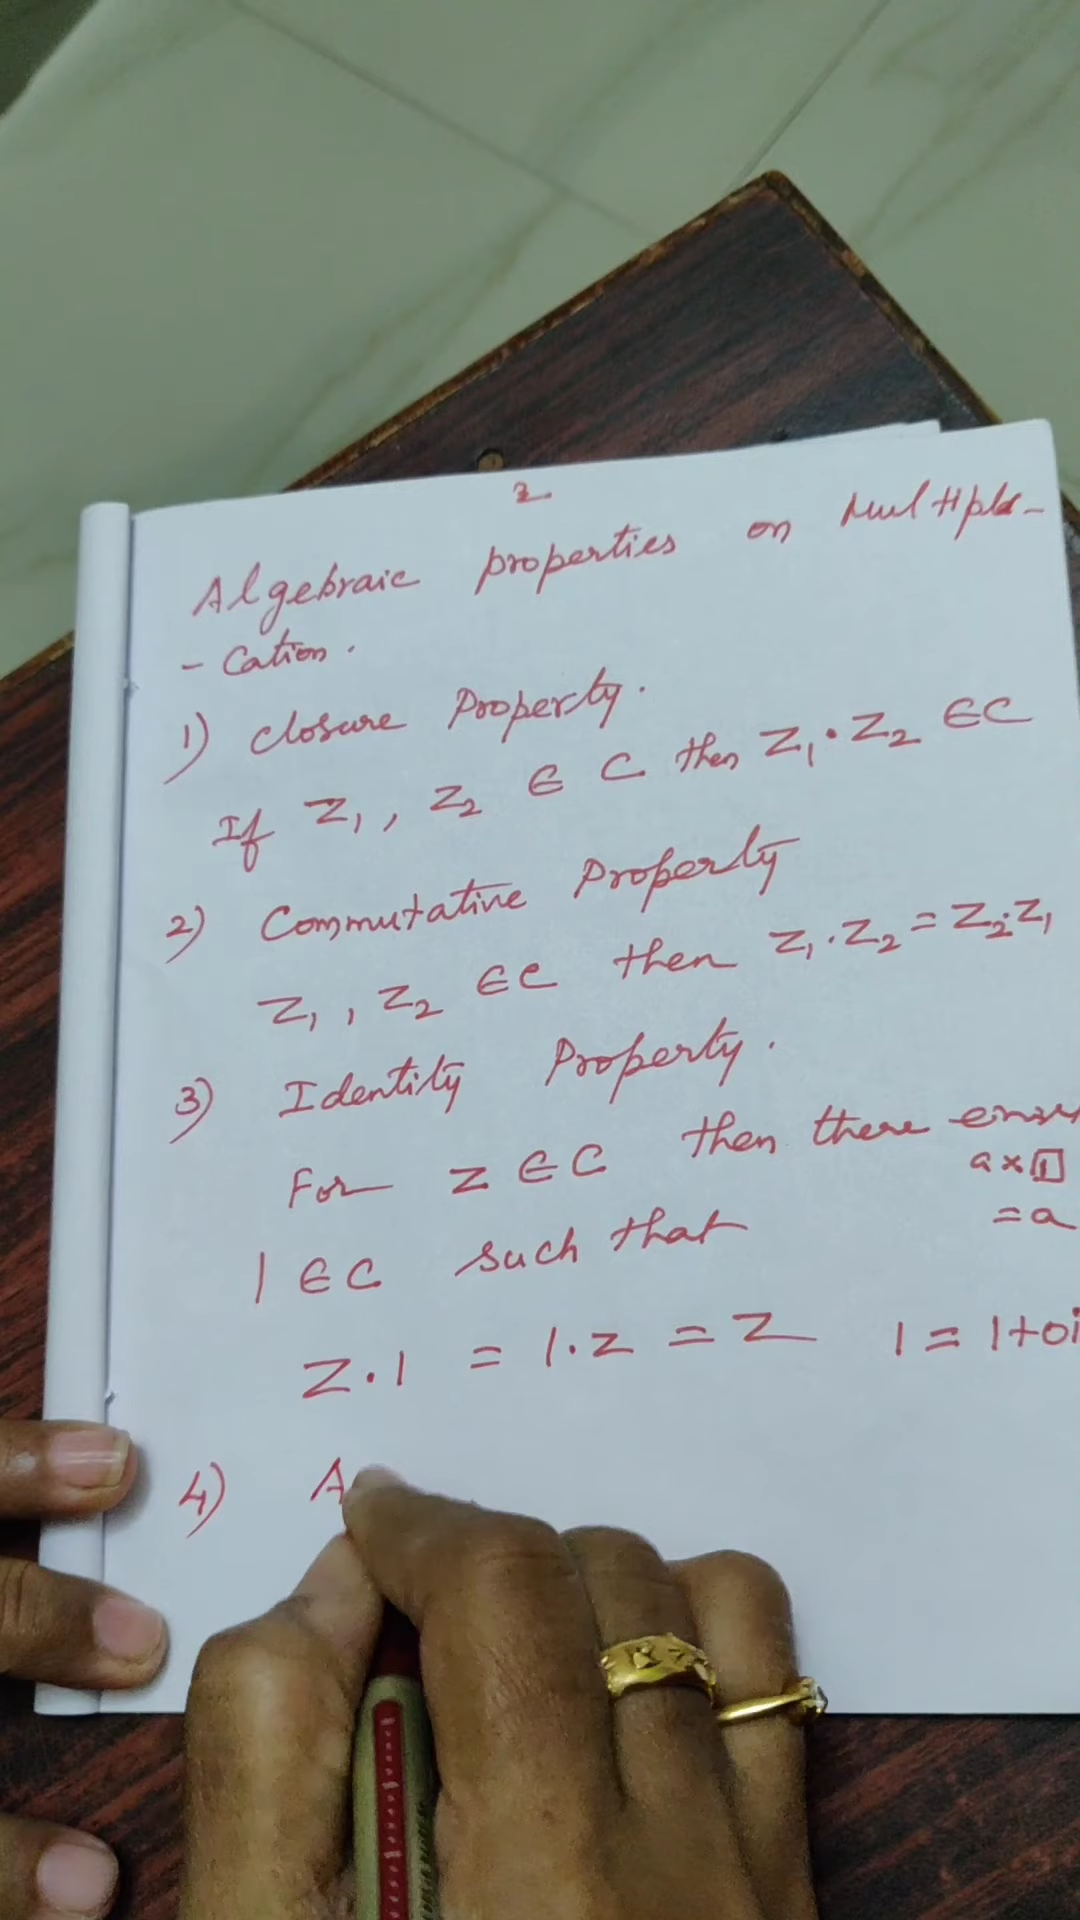 2
Algebraic properties on Multipli-
- cation.
1) closure Property.
If Z₁, Z₂ ∈ C then Z₁·Z₂ ∈C
2) Commutative Property
Z₁, Z₂ ∈C then Z₁·Z₂ = Z₂·Z₁
3) Identity Property.
For Z ∈C then there
a×1
1 ∈C such that =a
Z·1 = 1·Z = Z 1 = 1+0i
4) A